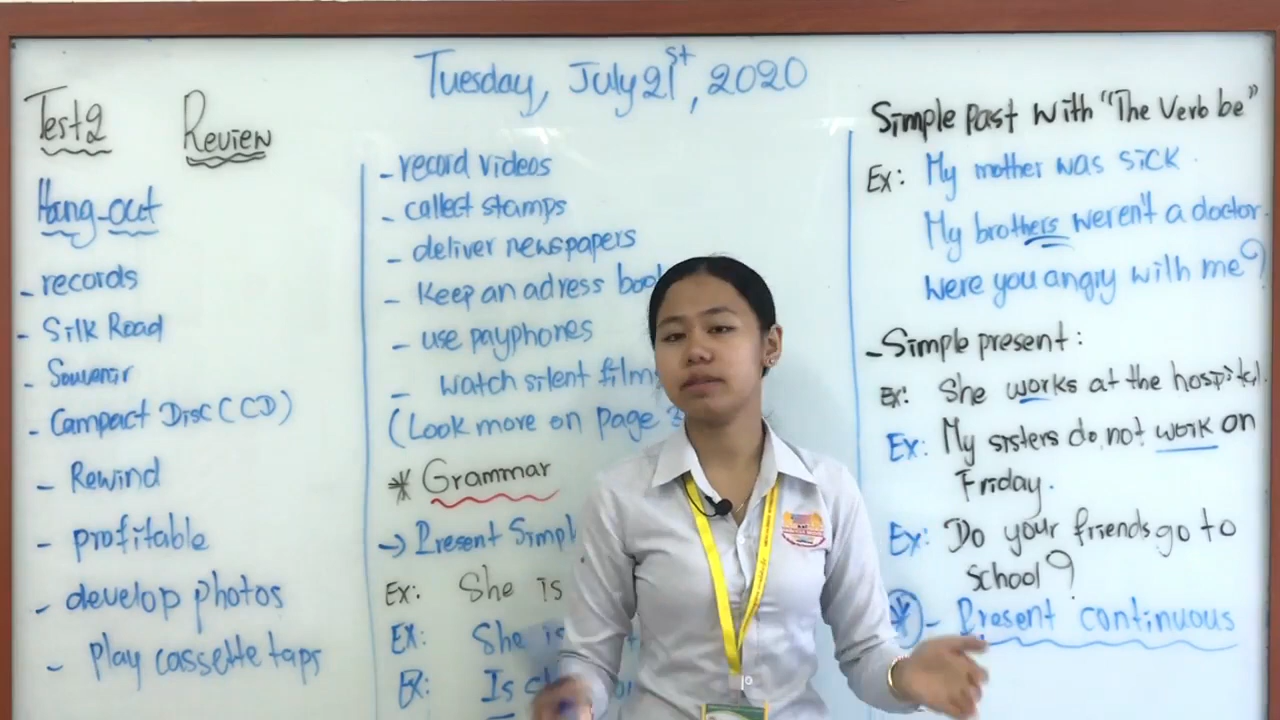 Tuesday, July 21st, 2020
Test2 Review
Hang-out
- records
- Silk Road
- Souvenir
- Compact Disc (CD)
- Rewind
- profitable
- develop photos
- play cassette taps
- record videos
- collect stamps
- deliver newspapers
- Keep an adress
- use payphones
- watch silent films
(Look more on page
* Grammar
→ Present
Ex: She is
Ex: She
Ex: Is
Simple past with "The Verb be"
Ex: My mother was sick.
My brothers weren't a doctor.
were you angry with me?
- Simple present:
Ex: She works at the hospital.
Ex: My sisters do not work on
Friday.
Ex: Do your friends go to
school?
* - Present continuous